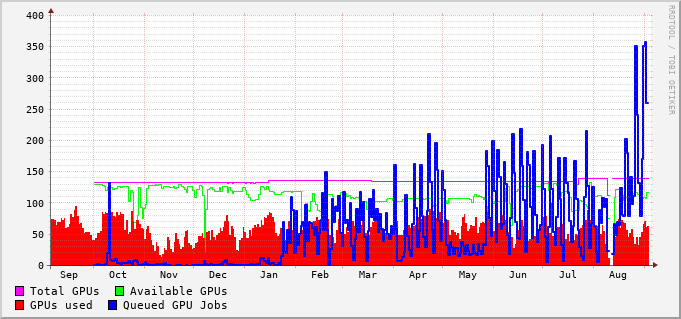 RRDTOOL / TOBI OETIKER
400
350
300
250
200
150
100
50
0
Sep Oct Nov Dec Jan Feb Mar Apr May Jun Jul Aug
Total GPUs Available GPUs
GPUs used Queued GPU Jobs